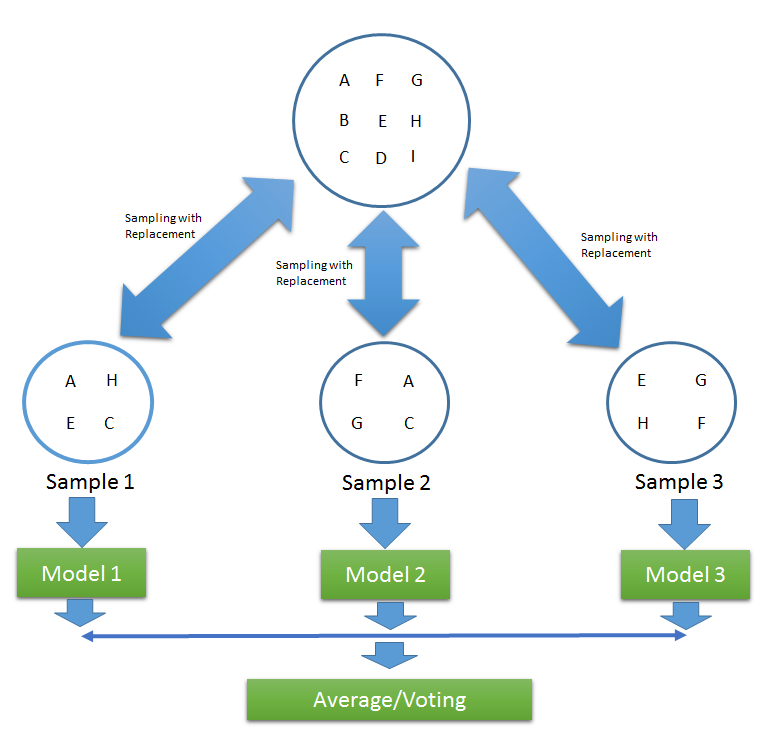 A F G
B E H
C D I
Sampling with
Replacement
Sampling with
Replacement
Sampling with
Replacement
A H
E C
F A
G C
E G
H F
Sample 1
Sample 2
Sample 3
Model 1
Model 2
Model 3
Average/Voting